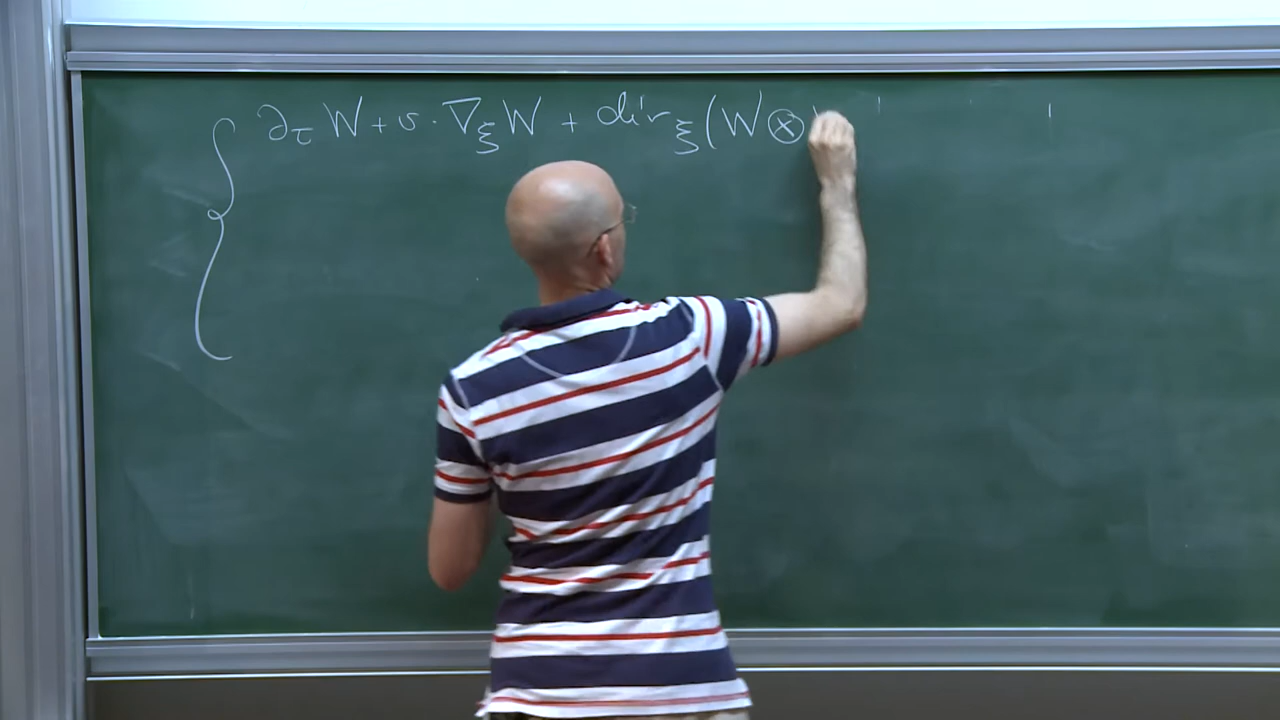 { ∂_τ W + v · ∇_ξ W + div_ξ (W ⊗